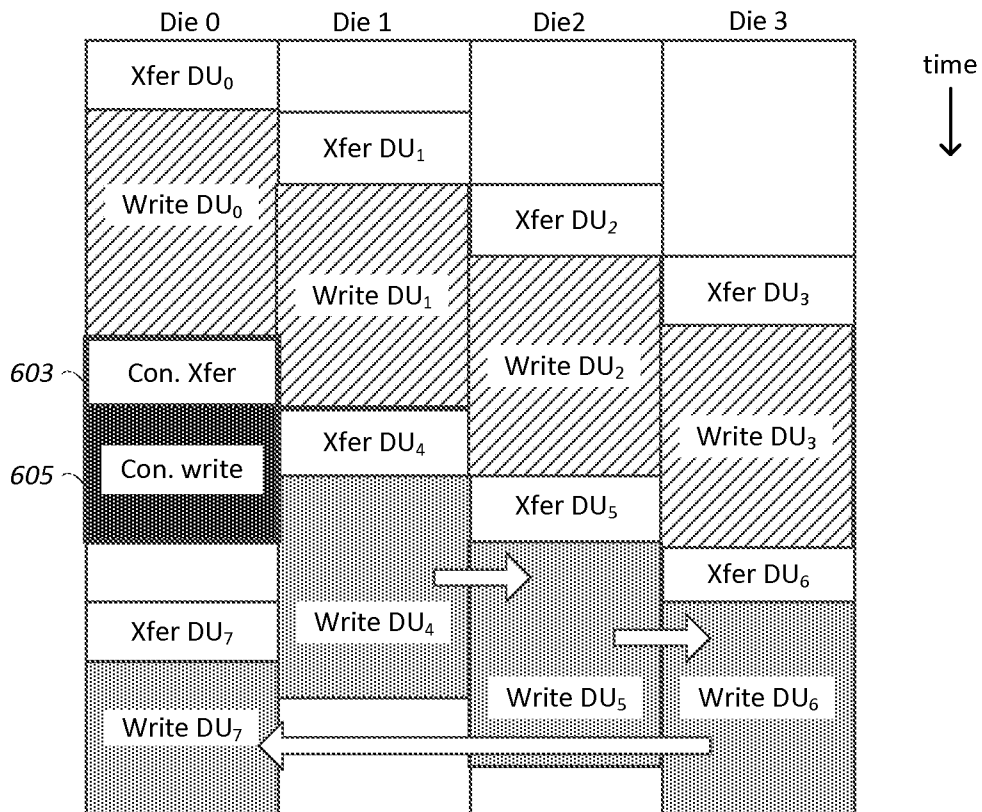 Die 0
Die 1
Die2
Die 3
time
Xfer DU₀
Xfer DU₁
Write DU₀
Xfer DU₂
Write DU₁
Xfer DU₃
Write DU₂
603
Con. Xfer
Xfer DU₄
Write DU₃
605
Con. write
Xfer DU₅
Xfer DU₆
Xfer DU₇
Write DU₄
Write DU₅
Write DU₆
Write DU₇